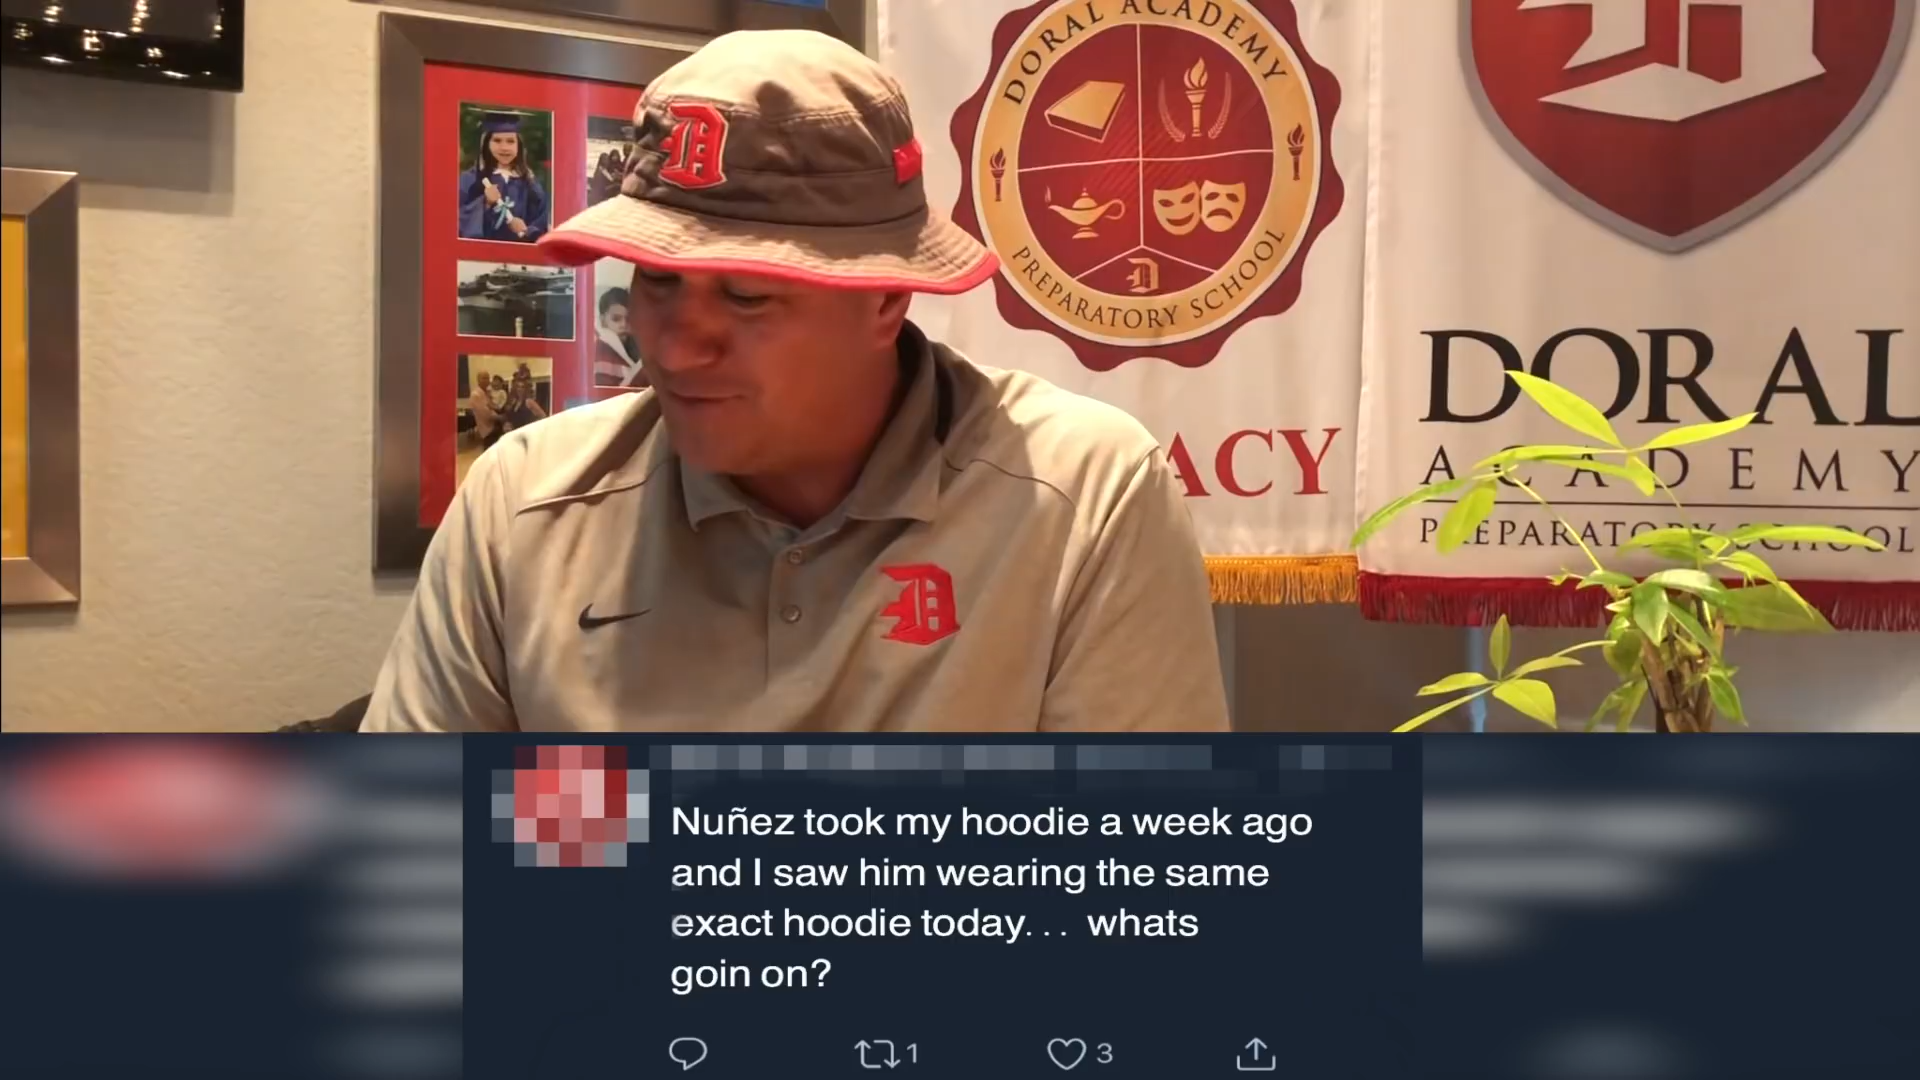 DORAL ACADEMY
PREPARATORY SCHOOL
D
D
D
ACY
DORAL
ACADEMY
PREPARATORY SCHOOL
Nuñez took my hoodie a week ago
and I saw him wearing the same
exact hoodie today... whats
goin on?
1
3